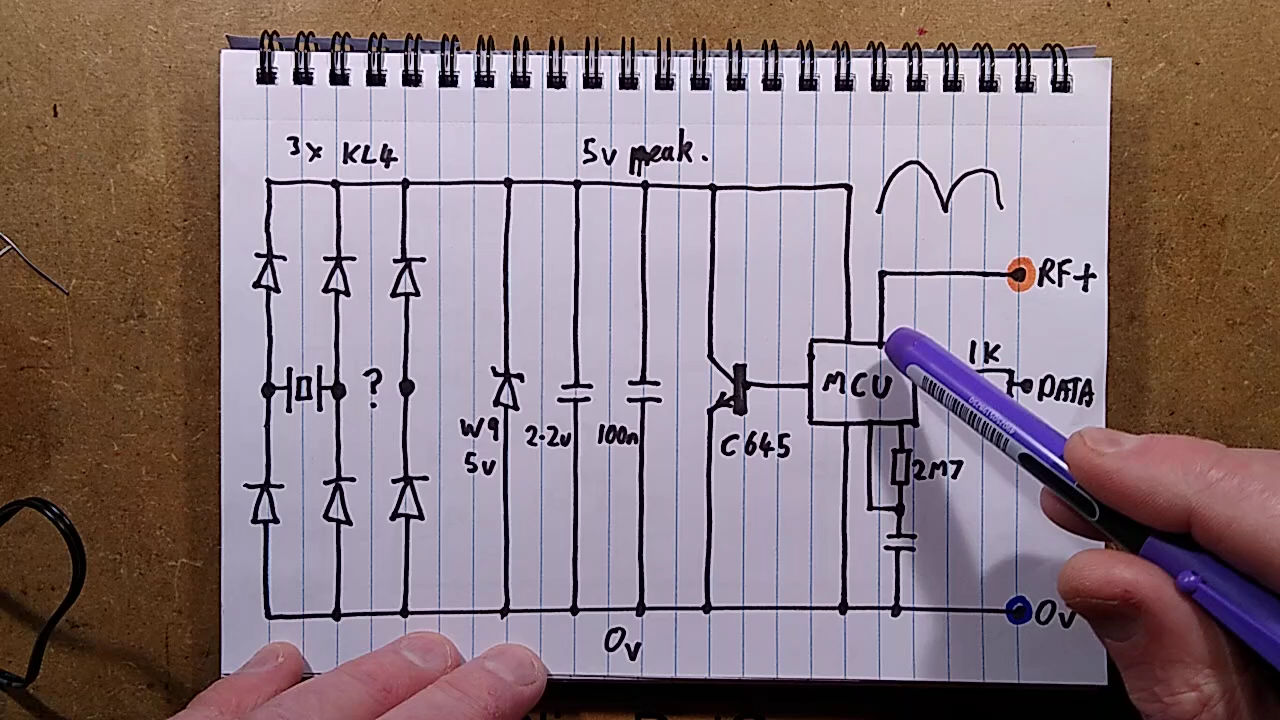 3x KL4
5v peak.
RF+
1K
DATA
?
MCU
W9
5v
2·2u
100n
C645
2M7
0v
0v